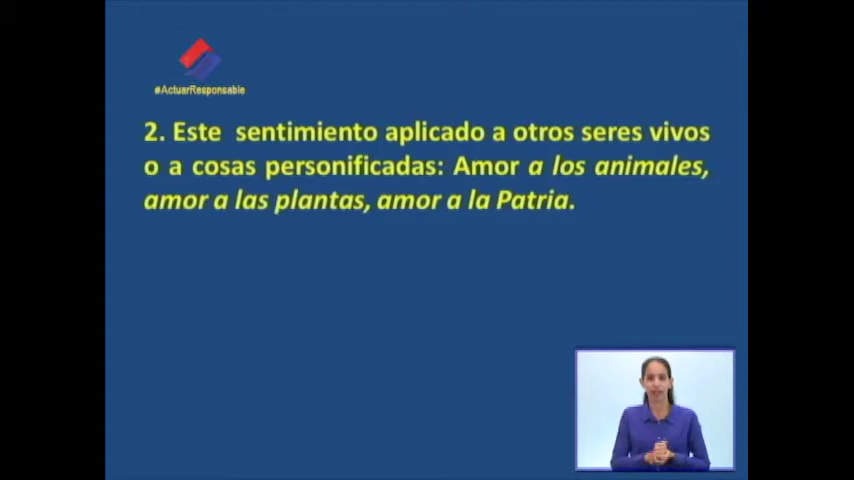 #ActuarResponsable
2. Este sentimiento aplicado a otros seres vivos
o a cosas personificadas: Amor a los animales,
amor a las plantas, amor a la Patria.